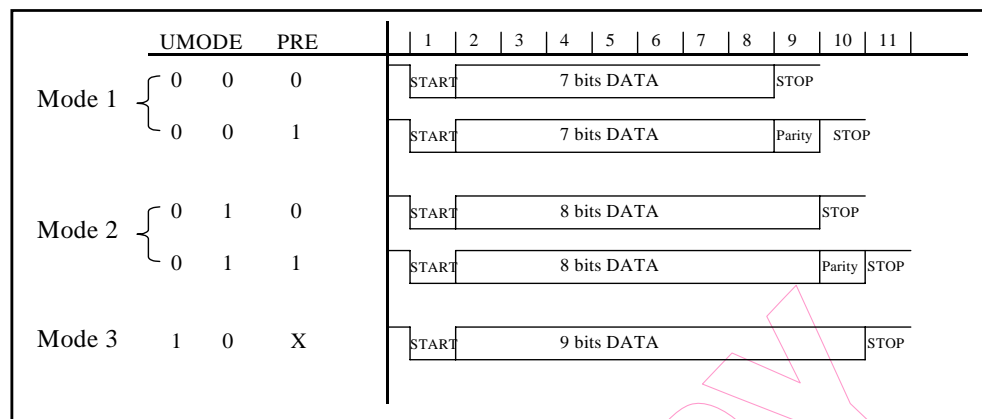 UMODE PRE 1 2 3 4 5 6 7 8 9 10 11
Mode 1
0 0 0 START 7 bits DATA STOP
0 0 1 START 7 bits DATA Parity STOP
Mode 2
0 1 0 START 8 bits DATA STOP
0 1 1 START 8 bits DATA Parity STOP
Mode 3 1 0 X START 9 bits DATA STOP